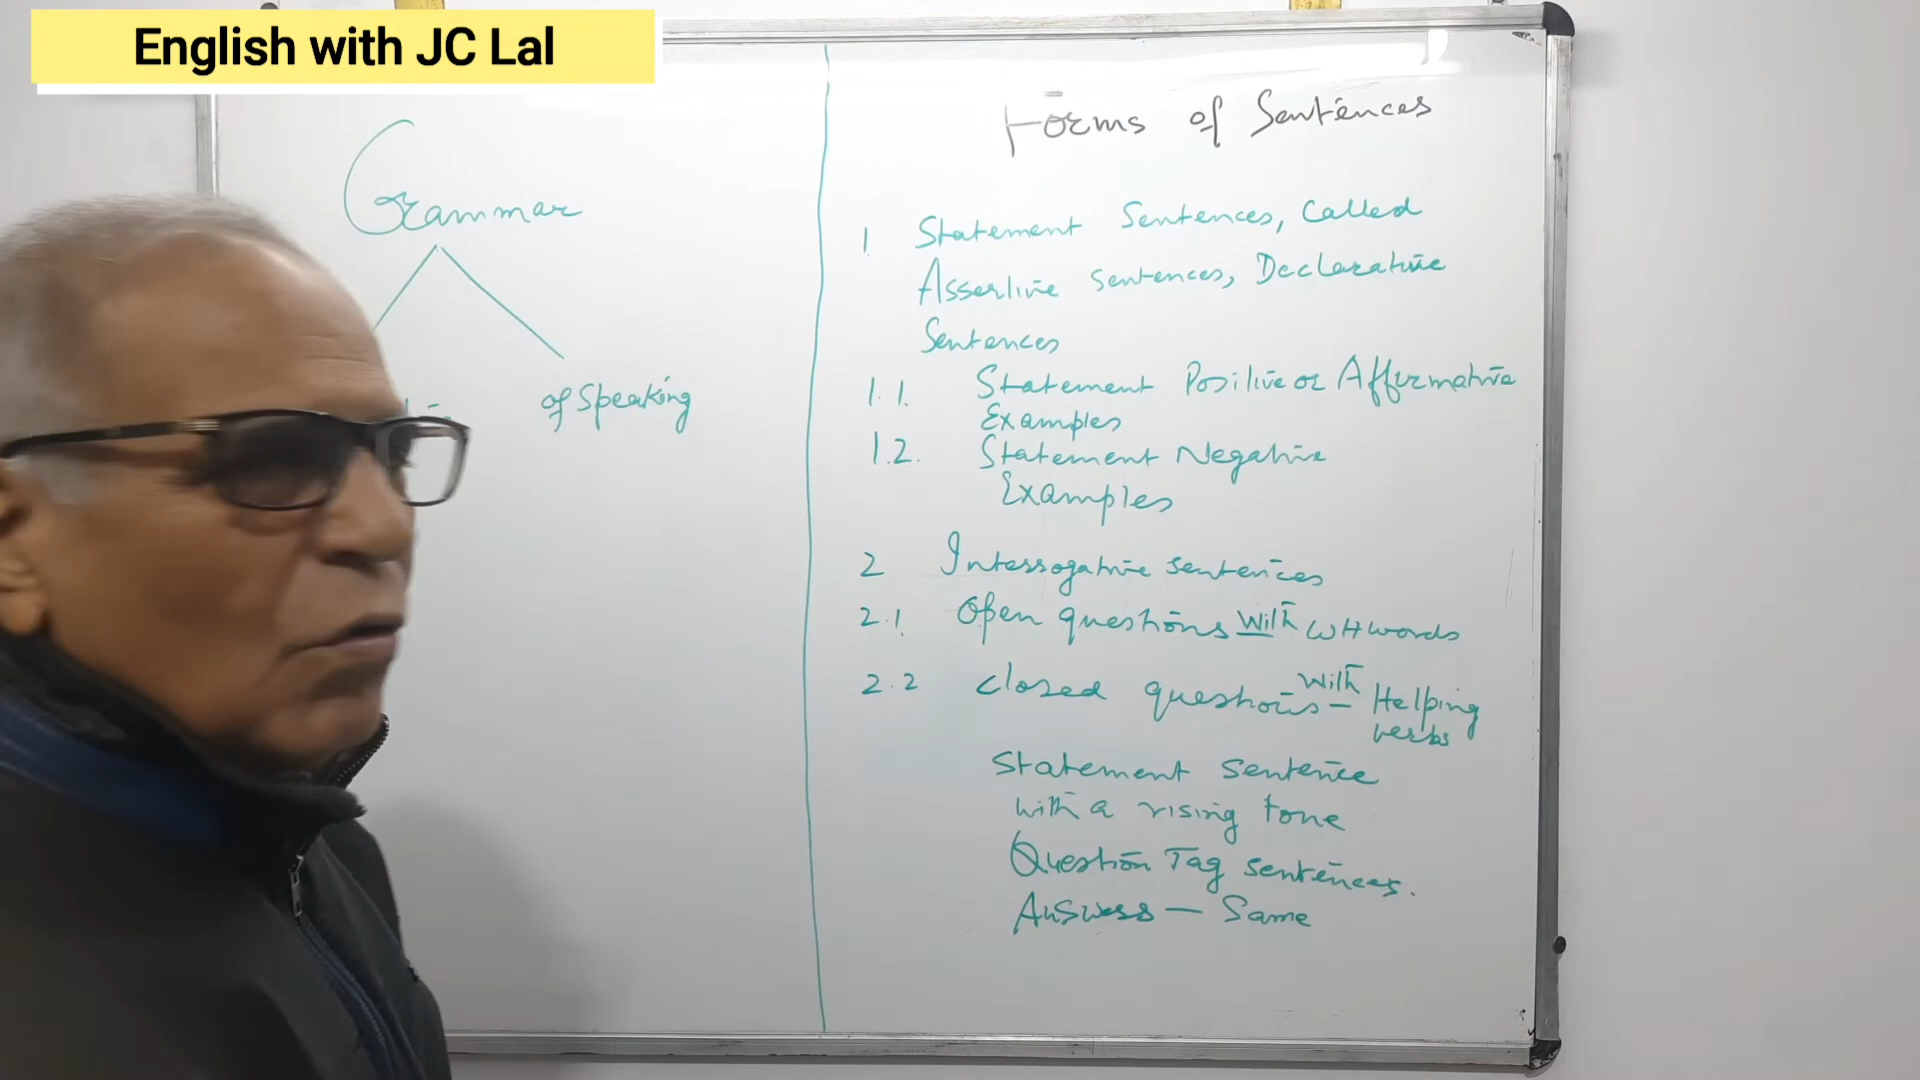 English with JC Lal
Grammar
of Speaking
Forms of Sentences
1 Statement Sentences, Called
Assertive sentences, Declarative
Sentences
1.1. Statement Positive or Affirmative
Examples
1.2. Statement Negative
Examples
2 Interrogative sentences
2.1 Open questions with WH words
2.2 closed questions – with Helping
verbs
Statement sentence
with a rising tone
Question Tag sentences.
Answers – Same